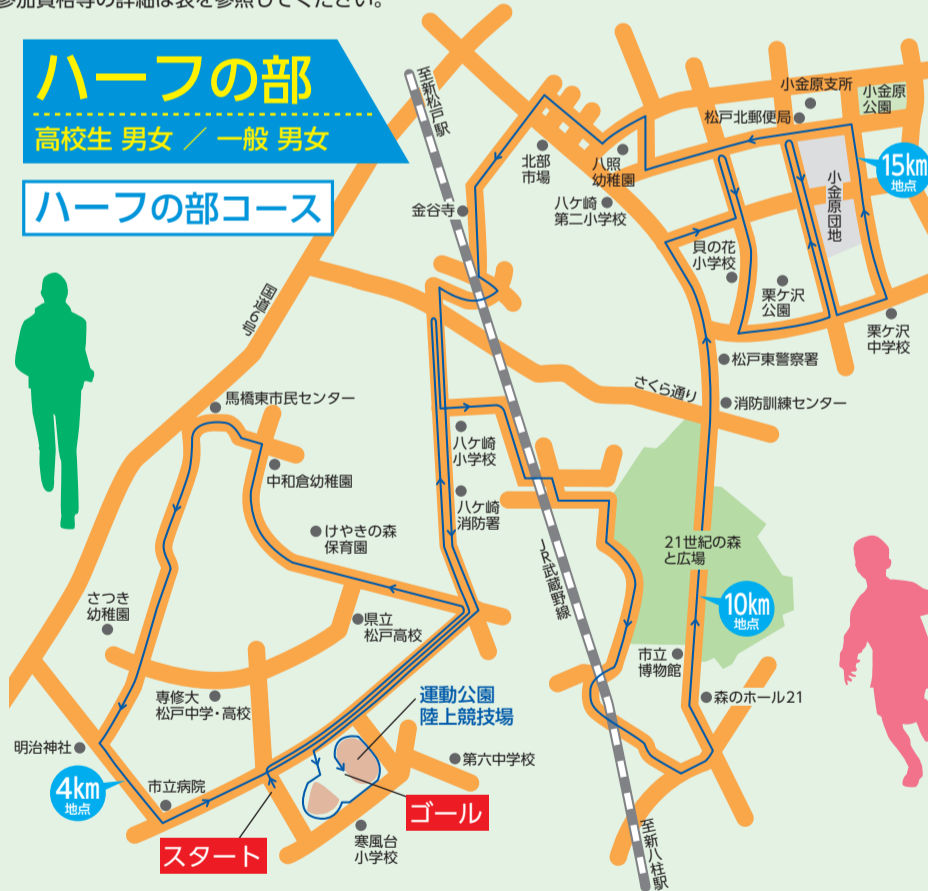 参加資格等の詳細は表を参照してください。
ハーフの部
高校生 男女 ／ 一般 男女
ハーフの部コース
至新松戸駅
小金原支所
小金原
公園
松戸北郵便局
15km
地点
北部
市場
八照
幼稚園
小金原団地
金谷寺
八ケ崎
第二小学校
貝の花
小学校
栗ケ沢
公園
栗ケ沢
中学校
国道6号
松戸東警察署
さくら通り
消防訓練センター
馬橋東市民センター
八ケ崎
小学校
中和倉幼稚園
八ケ崎
消防署
けやきの森
保育園
JR武蔵野線
21世紀の森
と広場
さつき
幼稚園
県立
松戸高校
10km
地点
市立
博物館
専修大
松戸中学・高校
運動公園
陸上競技場
森のホール21
明治神社
第六中学校
4km
地点
市立病院
ゴール
スタート
寒風台
小学校
至新八柱駅